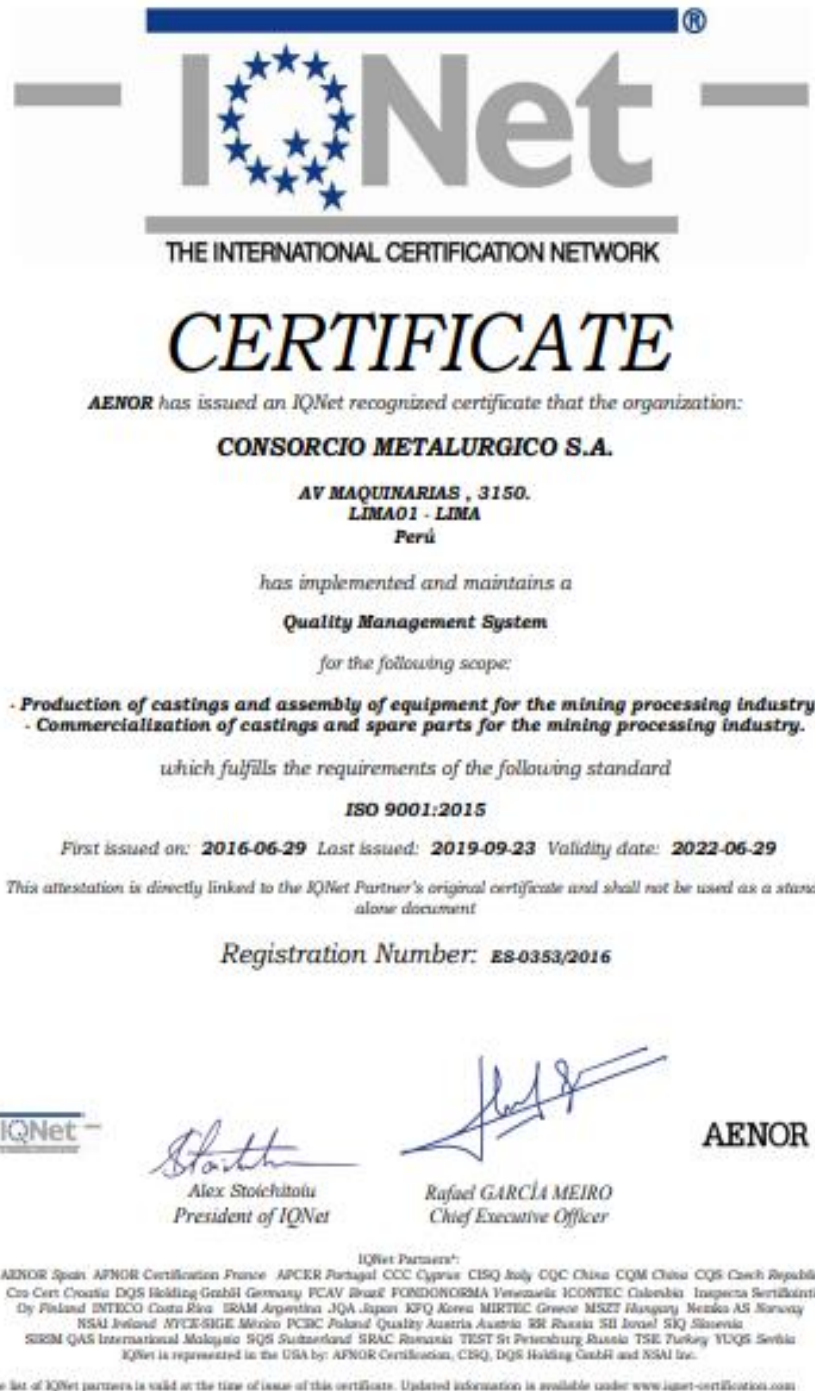 IQNet®
THE INTERNATIONAL CERTIFICATION NETWORK
CERTIFICATE
AENOR has issued an IQNet recognized certificate that the organization:
CONSORCIO METALURGICO S.A.
AV MAQUINARIAS , 3150.
LIMA01 - LIMA
Perú
has implemented and maintains a
Quality Management System
for the following scope:
- Production of castings and assembly of equipment for the mining processing industry
- Commercialization of castings and spare parts for the mining processing industry.
which fulfills the requirements of the following standard
ISO 9001:2015
First issued on: 2016-06-29 Last issued: 2019-09-23 Validity date: 2022-06-29
This attestation is directly linked to the IQNet Partner's original certificate and shall not be used as a stand
alone document
Registration Number: ES-0353/2016
IQNet
AENOR
Alex Stoichitoiu
President of IQNet
Rafael GARCÍA MEIRO
Chief Executive Officer
IQNet Partners*:
AENOR Spain AFNOR Certification France APCER Portugal CCC Cyprus CISQ Italy CQC China CQM China CQS Czech Republi
Cro Cert Croatia DQS Holding GmbH Germany FCAV Brazil FONDONORMA Venezuela ICONTEC Colombia Inspecta Sertifiointi
Oy Finland INTECO Costa Rica IRAM Argentina JQA Japan KFQ Korea MIRTEC Greece MSZT Hungary Nemko AS Norway
NSAI Ireland NYCE-SIGE México PCBC Poland Quality Austria Austria RR Russia SII Israel SIQ Slovenia
SIRIM QAS International Malaysia SQS Switzerland SRAC Romania TEST St Petersburg Russia TSE Turkey YUQS Serbia
IQNet is represented in the USA by: AFNOR Certification, CISQ, DQS Holding GmbH and NSAI Inc.
e list of IQNet partners is valid at the time of issue of this certificate. Updated information is available under www.iqnet-certification.com